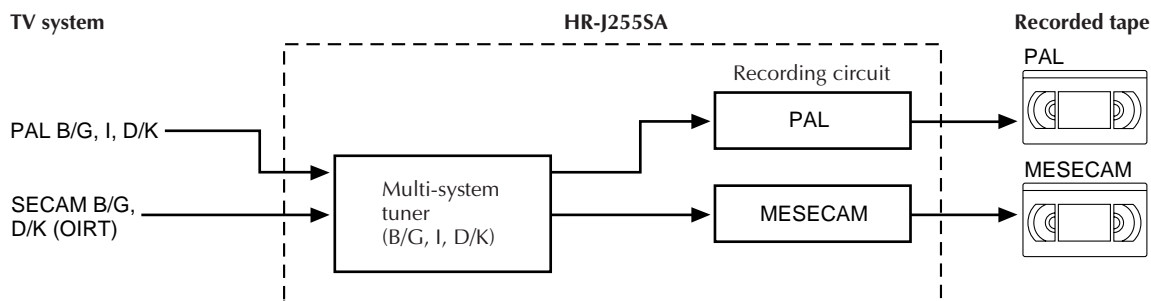 TV system
HR-J255SA
Recorded tape
PAL
Recording circuit
PAL B/G, I, D/K
PAL
SECAM B/G,
D/K (OIRT)
Multi-system
tuner
(B/G, I, D/K)
MESECAM
MESECAM